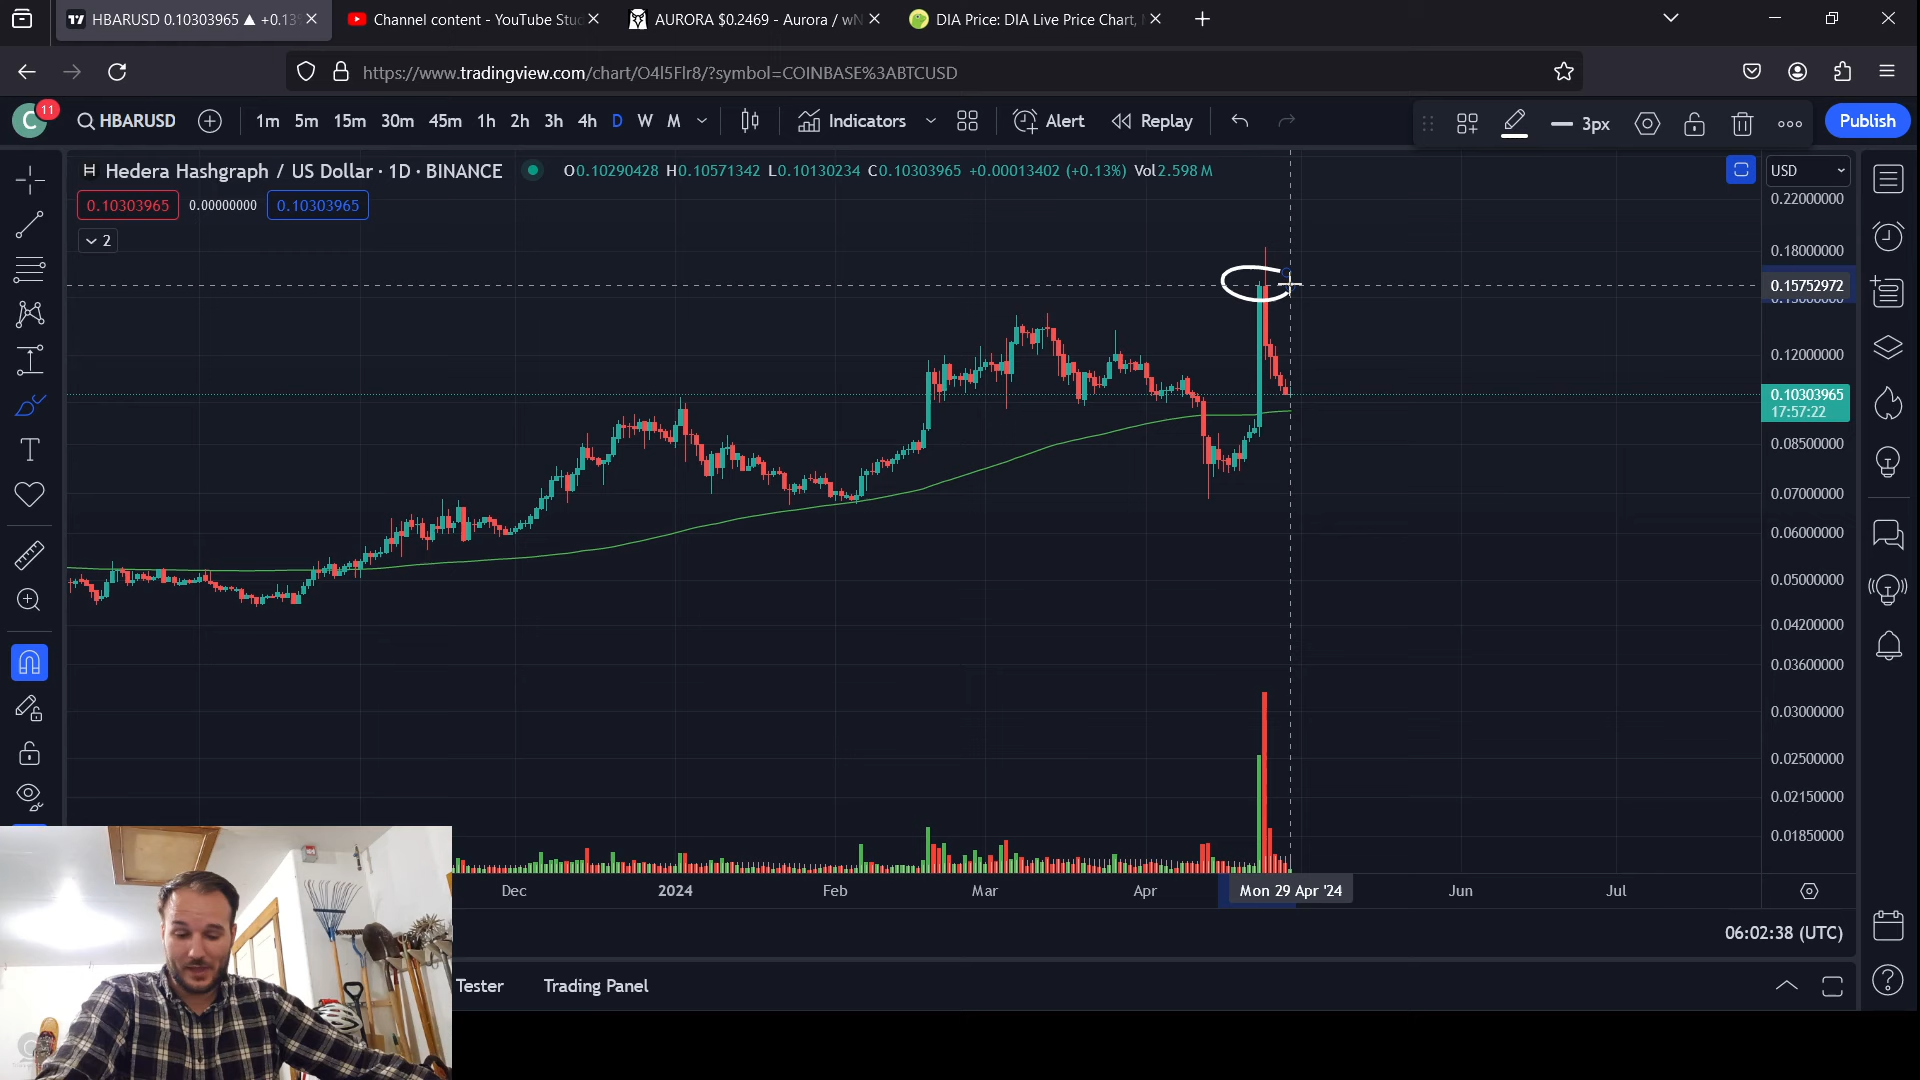 HBARUSD 0.10303965 ▲ +0.13
Channel content - YouTube Stu
AURORA $0.2469 - Aurora / wN
DIA Price: DIA Live Price Chart,
https://www.tradingview.com/chart/O4l5Flr8/?symbol=COINBASE%3ABTCUSD
C 11 HBARUSD 1m 5m 15m 30m 45m 1h 2h 3h 4h D W M Indicators Alert Replay 3px Publish
H Hedera Hashgraph / US Dollar · 1D · BINANCE O0.10290428 H0.10571342 L0.10130234 C0.10303965 +0.00013402 (+0.13%) Vol2.598 M
USD
0.10303965 0.00000000 0.10303965
2
0.22000000
0.18000000
0.15752972
0.12000000
0.10303965
17:57:22
0.08500000
0.07000000
0.06000000
0.05000000
0.04200000
0.03600000
0.03000000
0.02500000
0.02150000
0.01850000
Dec 2024 Feb Mar Apr Mon 29 Apr '24 Jun Jul
06:02:38 (UTC)
Tester Trading Panel